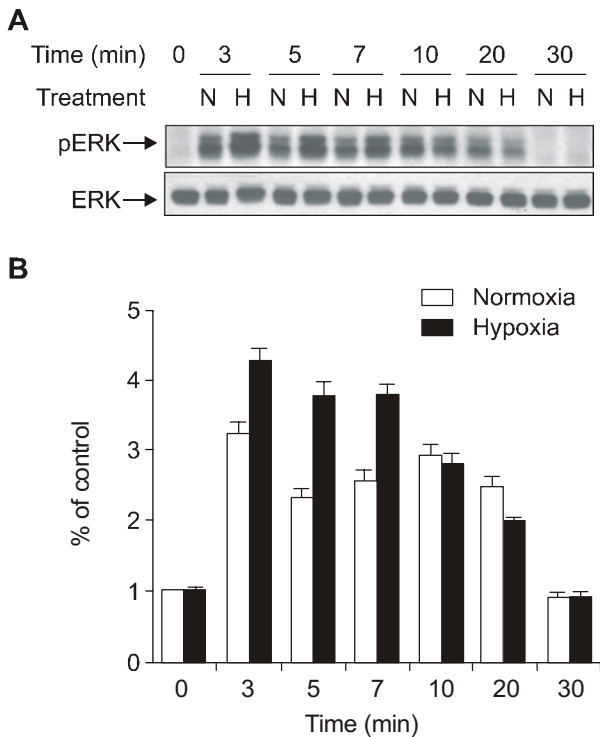 A
Time (min) 0 3 5 7 10 20 30
Treatment N H N H N H N H N H N H
pERK
ERK
B
Normoxia
Hypoxia
% of control
5
4
3
2
1
0
0 3 5 7 10 20 30
Time (min)